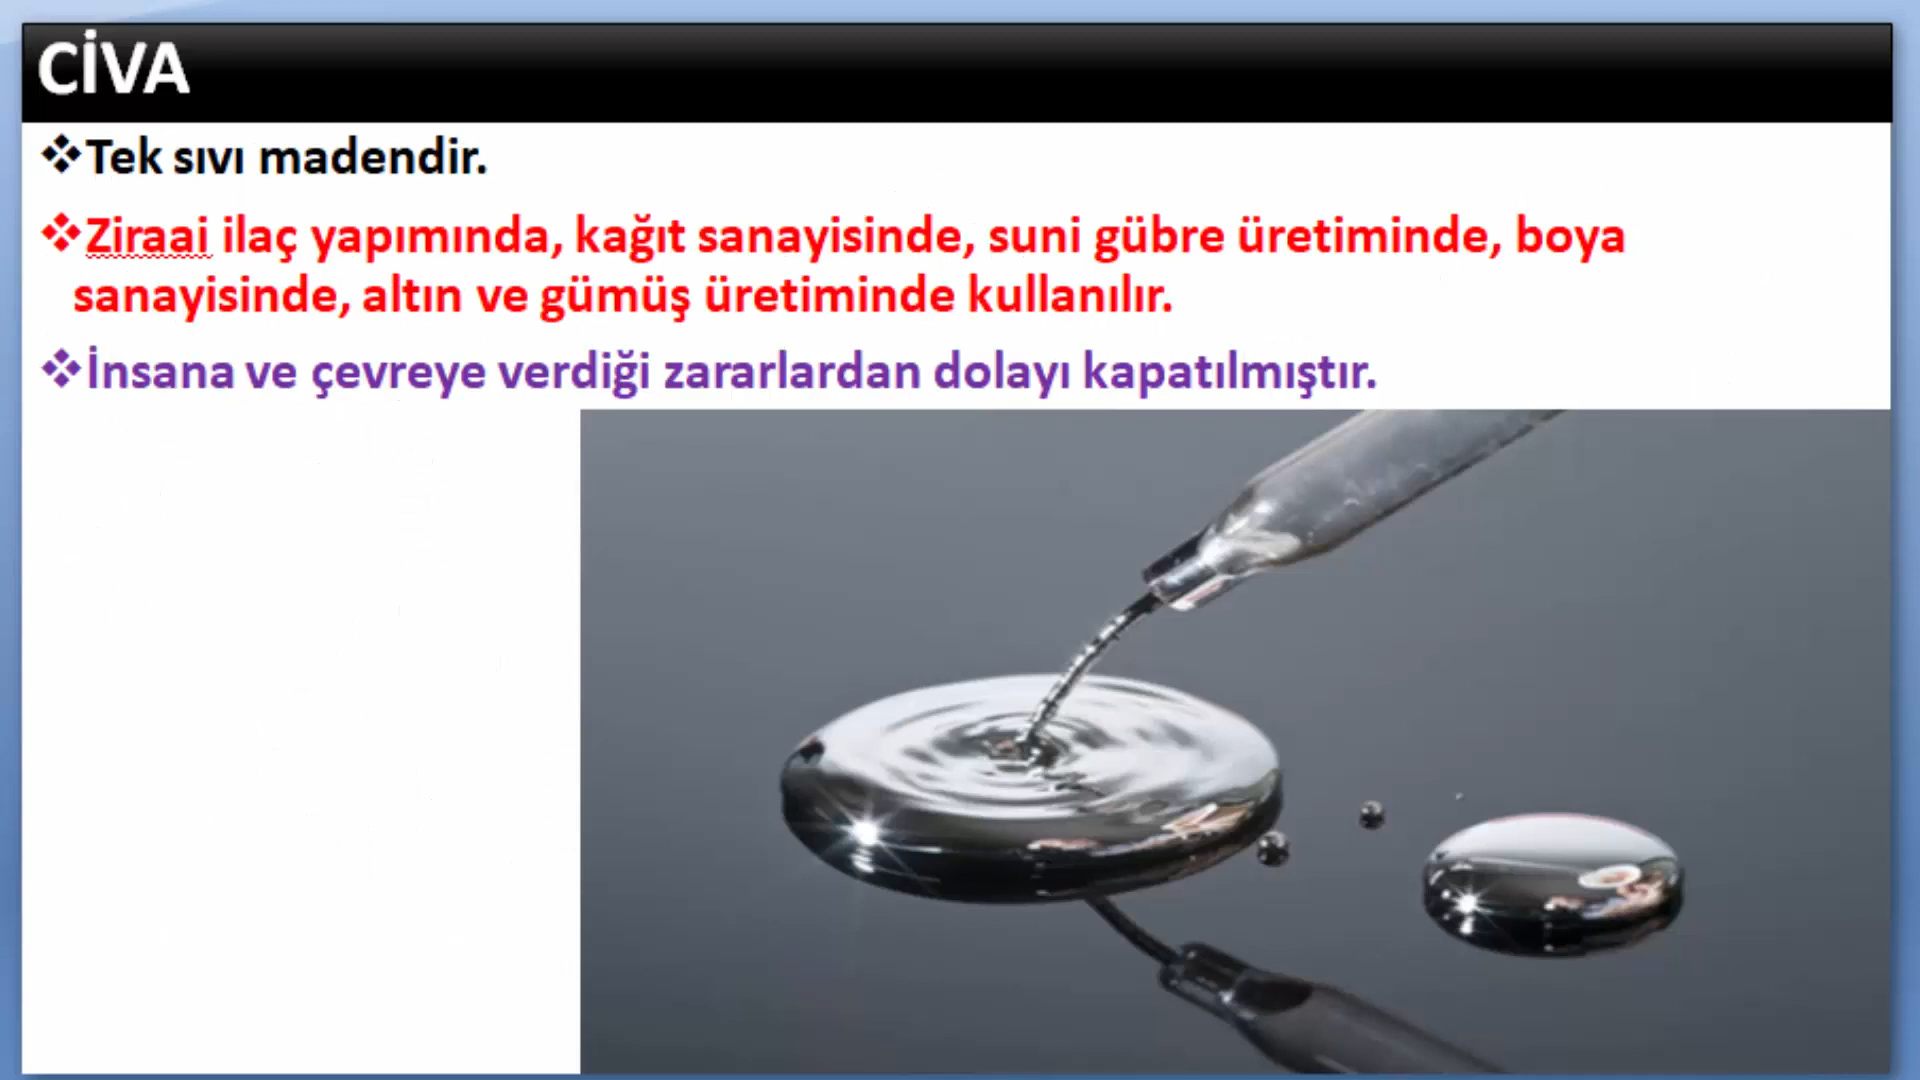 CİVA
❖Tek sıvı madendir.
❖Ziraai ilaç yapımında, kağıt sanayisinde, suni gübre üretiminde, boya
sanayisinde, altın ve gümüş üretiminde kullanılır.
❖İnsana ve çevreye verdiği zararlardan dolayı kapatılmıştır.